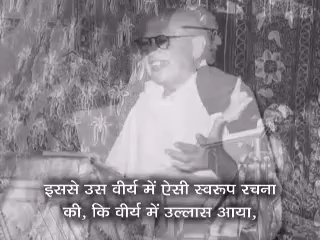 इससे उस वीर्य में ऐसी स्वरूप रचना
की, कि वीर्य में उल्लास आया,